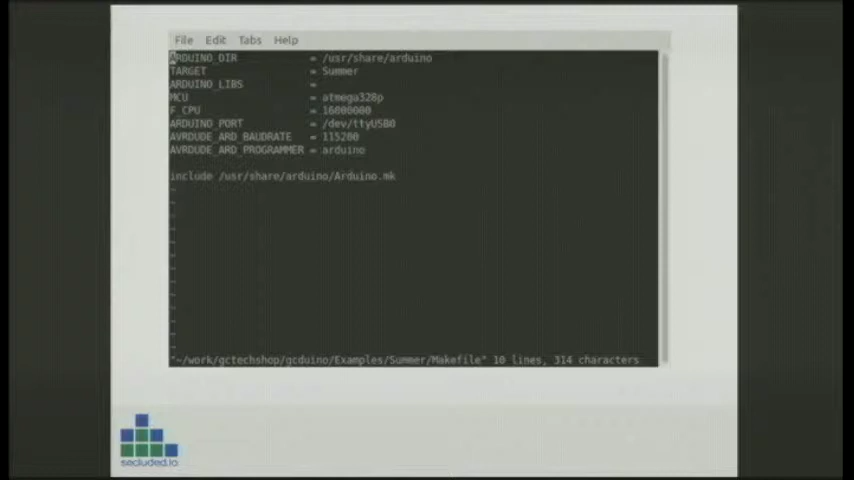 File Edit Tabs Help
ARDUINO_DIR = /usr/share/arduino
TARGET = Summer
ARDUINO_LIBS =
MCU = atmega328p
F_CPU = 16000000
ARDUINO_PORT = /dev/ttyUSB0
AVRDUDE_ARD_BAUDRATE = 115200
AVRDUDE_ARD_PROGRAMMER = arduino
include /usr/share/arduino/Arduino.mk
~
~
~
~
~
~
~
~
~
~
~
~
~
"~/work/gctechshop/gcduino/Examples/Summer/Makefile" 10 lines, 314 characters
secluded.io